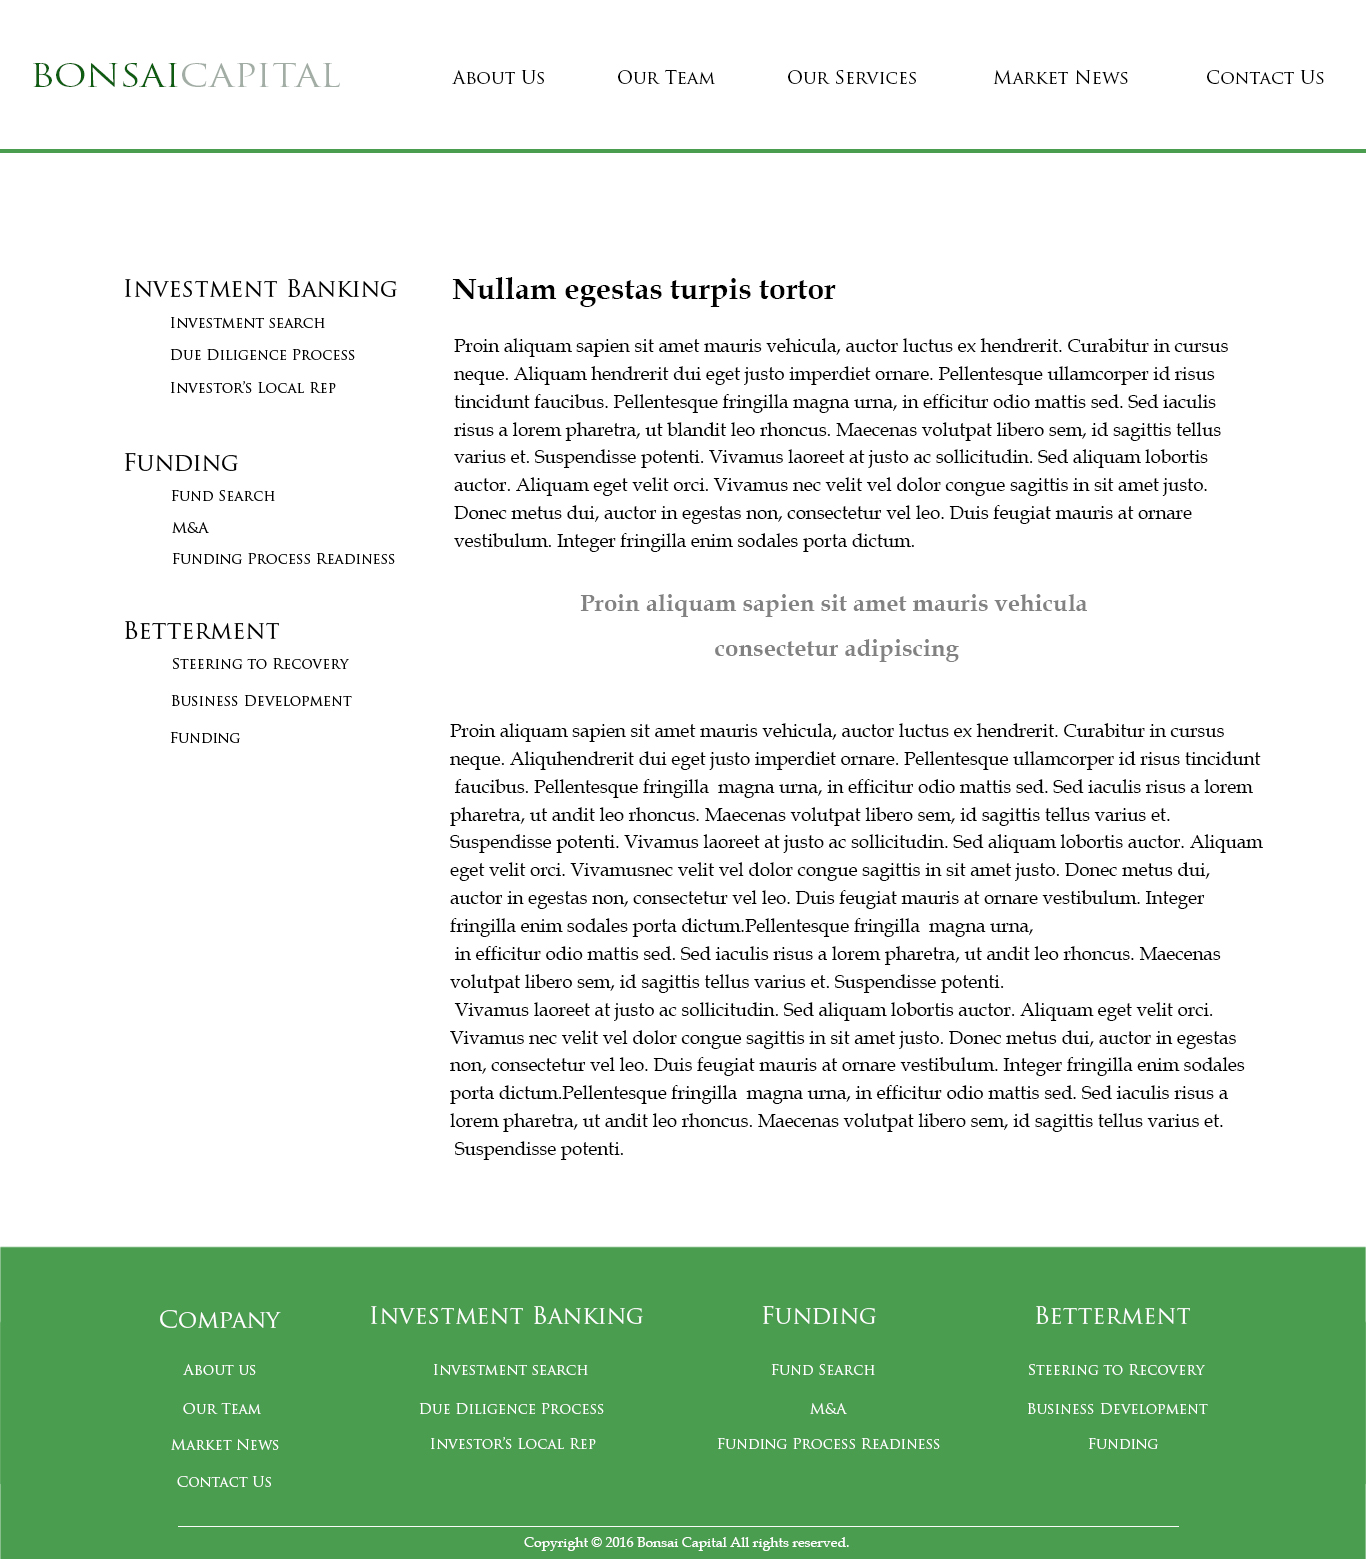 BONSAICAPITAL
About Us Our Team Our Services Market News Contact Us
Investment Banking
Investment search
Due Diligence Process
Investor's Local Rep
Funding
Fund Search
M&A
Funding Process Readiness
Betterment
Steering to Recovery
Business Development
Funding
Nullam egestas turpis tortor
Proin aliquam sapien sit amet mauris vehicula, auctor luctus ex hendrerit. Curabitur in cursus
neque. Aliquam hendrerit dui eget justo imperdiet ornare. Pellentesque ullamcorper id risus
tincidunt faucibus. Pellentesque fringilla magna urna, in efficitur odio mattis sed. Sed iaculis
risus a lorem pharetra, ut blandit leo rhoncus. Maecenas volutpat libero sem, id sagittis tellus
varius et. Suspendisse potenti. Vivamus laoreet at justo ac sollicitudin. Sed aliquam lobortis
auctor. Aliquam eget velit orci. Vivamus nec velit vel dolor congue sagittis in sit amet justo.
Donec metus dui, auctor in egestas non, consectetur vel leo. Duis feugiat mauris at ornare
vestibulum. Integer fringilla enim sodales porta dictum.
Proin aliquam sapien sit amet mauris vehicula
consectetur adipiscing
Proin aliquam sapien sit amet mauris vehicula, auctor luctus ex hendrerit. Curabitur in cursus
neque. Aliquhendrerit dui eget justo imperdiet ornare. Pellentesque ullamcorper id risus tincidunt
faucibus. Pellentesque fringilla magna urna, in efficitur odio mattis sed. Sed iaculis risus a lorem
pharetra, ut andit leo rhoncus. Maecenas volutpat libero sem, id sagittis tellus varius et.
Suspendisse potenti. Vivamus laoreet at justo ac sollicitudin. Sed aliquam lobortis auctor. Aliquam
eget velit orci. Vivamusnec velit vel dolor congue sagittis in sit amet justo. Donec metus dui,
auctor in egestas non, consectetur vel leo. Duis feugiat mauris at ornare vestibulum. Integer
fringilla enim sodales porta dictum.Pellentesque fringilla magna urna,
in efficitur odio mattis sed. Sed iaculis risus a lorem pharetra, ut andit leo rhoncus. Maecenas
volutpat libero sem, id sagittis tellus varius et. Suspendisse potenti.
Vivamus laoreet at justo ac sollicitudin. Sed aliquam lobortis auctor. Aliquam eget velit orci.
Vivamus nec velit vel dolor congue sagittis in sit amet justo. Donec metus dui, auctor in egestas
non, consectetur vel leo. Duis feugiat mauris at ornare vestibulum. Integer fringilla enim sodales
porta dictum.Pellentesque fringilla magna urna, in efficitur odio mattis sed. Sed iaculis risus a
lorem pharetra, ut andit leo rhoncus. Maecenas volutpat libero sem, id sagittis tellus varius et.
Suspendisse potenti.
Company
About us
Our Team
Market News
Contact Us
Investment Banking
Investment search
Due Diligence Process
Investor's Local Rep
Funding
Fund Search
M&A
Funding Process Readiness
Betterment
Steering to Recovery
Business Development
Funding
Copyright © 2016 Bonsai Capital All rights reserved.